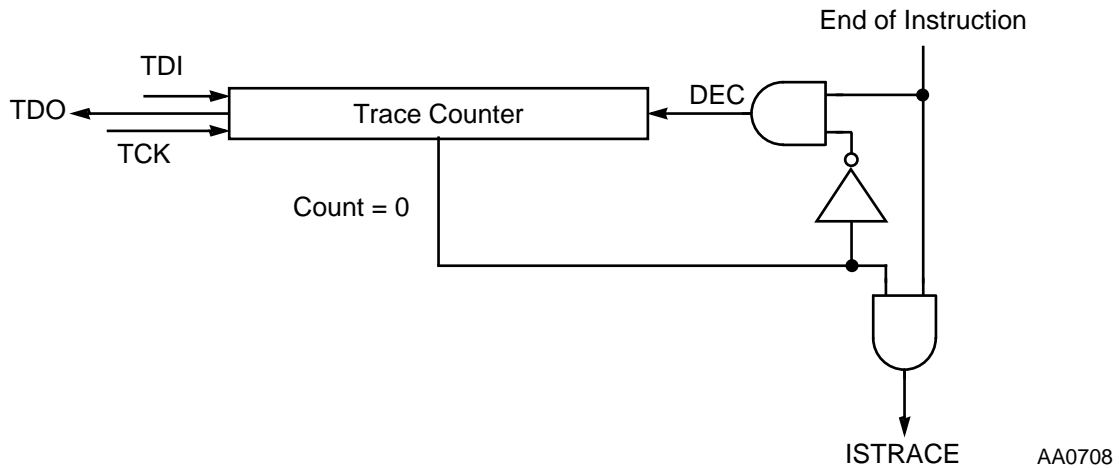 End of Instruction
TDI
DEC
TDO
Trace Counter
TCK
Count = 0
ISTRACE
AA0708